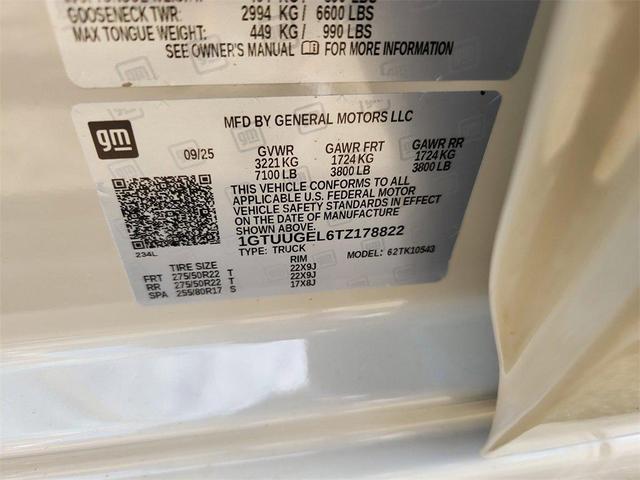 GOOSENECK TWR: 2994 KG / 6600 LBS
MAX TONGUE WEIGHT: 449 KG / 990 LBS
SEE OWNER'S MANUAL FOR MORE INFORMATION
gm
MFD BY GENERAL MOTORS LLC
09/25 GVWR GAWR FRT GAWR RR
3221 KG 1724 KG 1724 KG
7100 LB 3800 LB 3800 LB
THIS VEHICLE CONFORMS TO ALL
APPLICABLE U.S. FEDERAL MOTOR
VEHICLE SAFETY STANDARDS IN EFFECT
ON THE DATE OF MANUFACTURE SHOWN ABOVE.
1GTUUGEL6TZ178822
234L
TYPE: TRUCK MODEL: 62TK10543
TIRE SIZE RIM
FRT 275/50R22 T 22X9J
RR 275/50R22 T 22X9J
SPA 255/80R17 S 17X8J